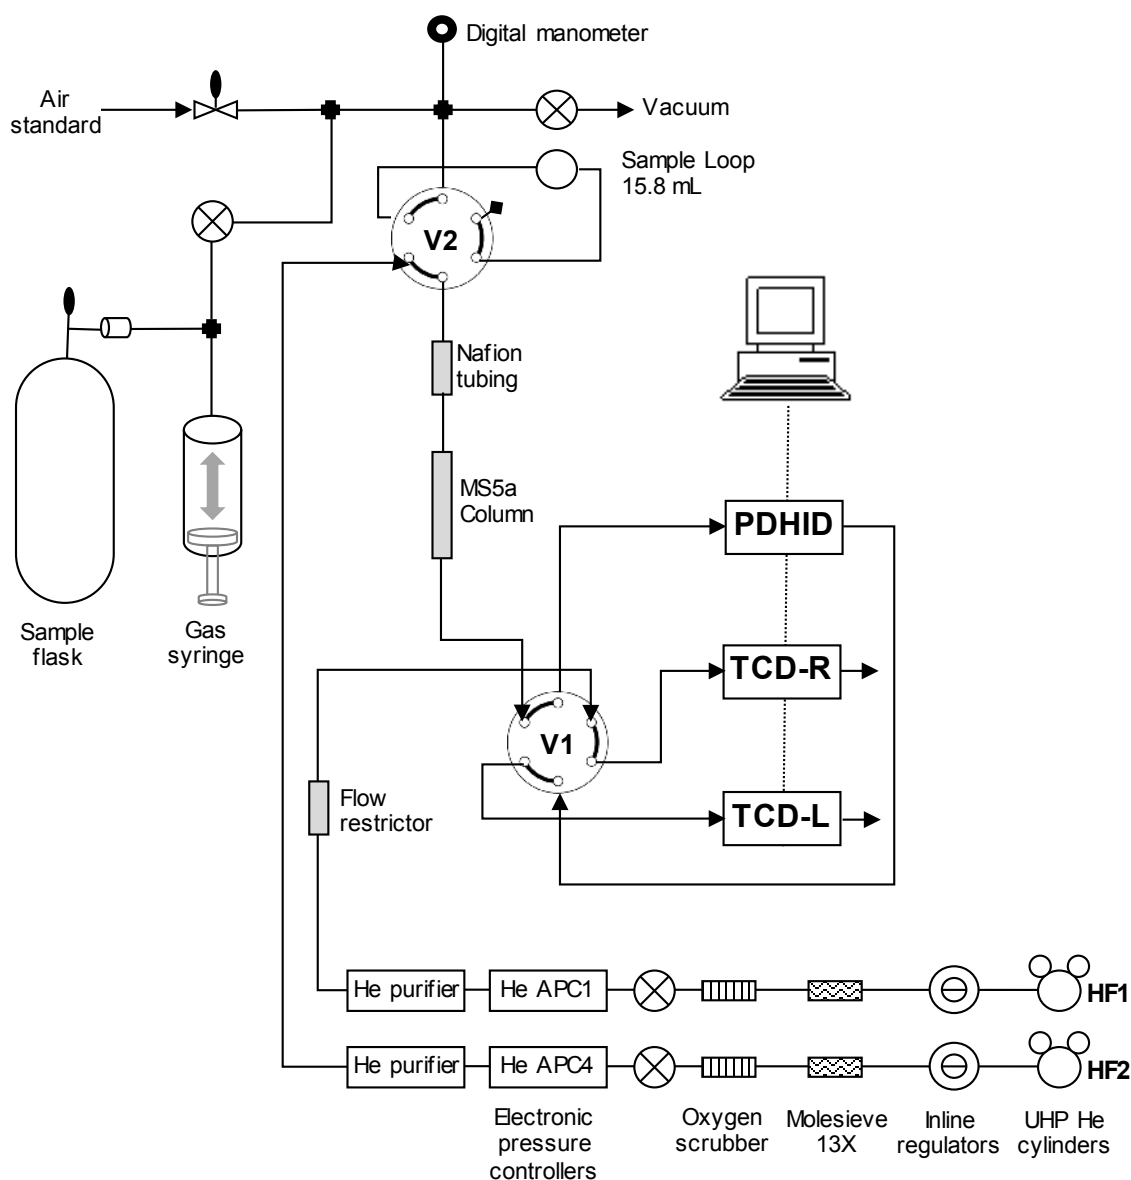 Digital manometer
Air
standard
Vacuum
Sample Loop
15.8 mL
V2
Nafion
tubing
MS5a
Column
PDHID
Sample
flask
Gas
syringe
TCD-R
V1
Flow
restrictor
TCD-L
He purifier
He APC1
HF1
He purifier
He APC4
HF2
Electronic
pressure
controllers
Oxygen
scrubber
Molesieve
13X
Inline
regulators
UHP He
cylinders